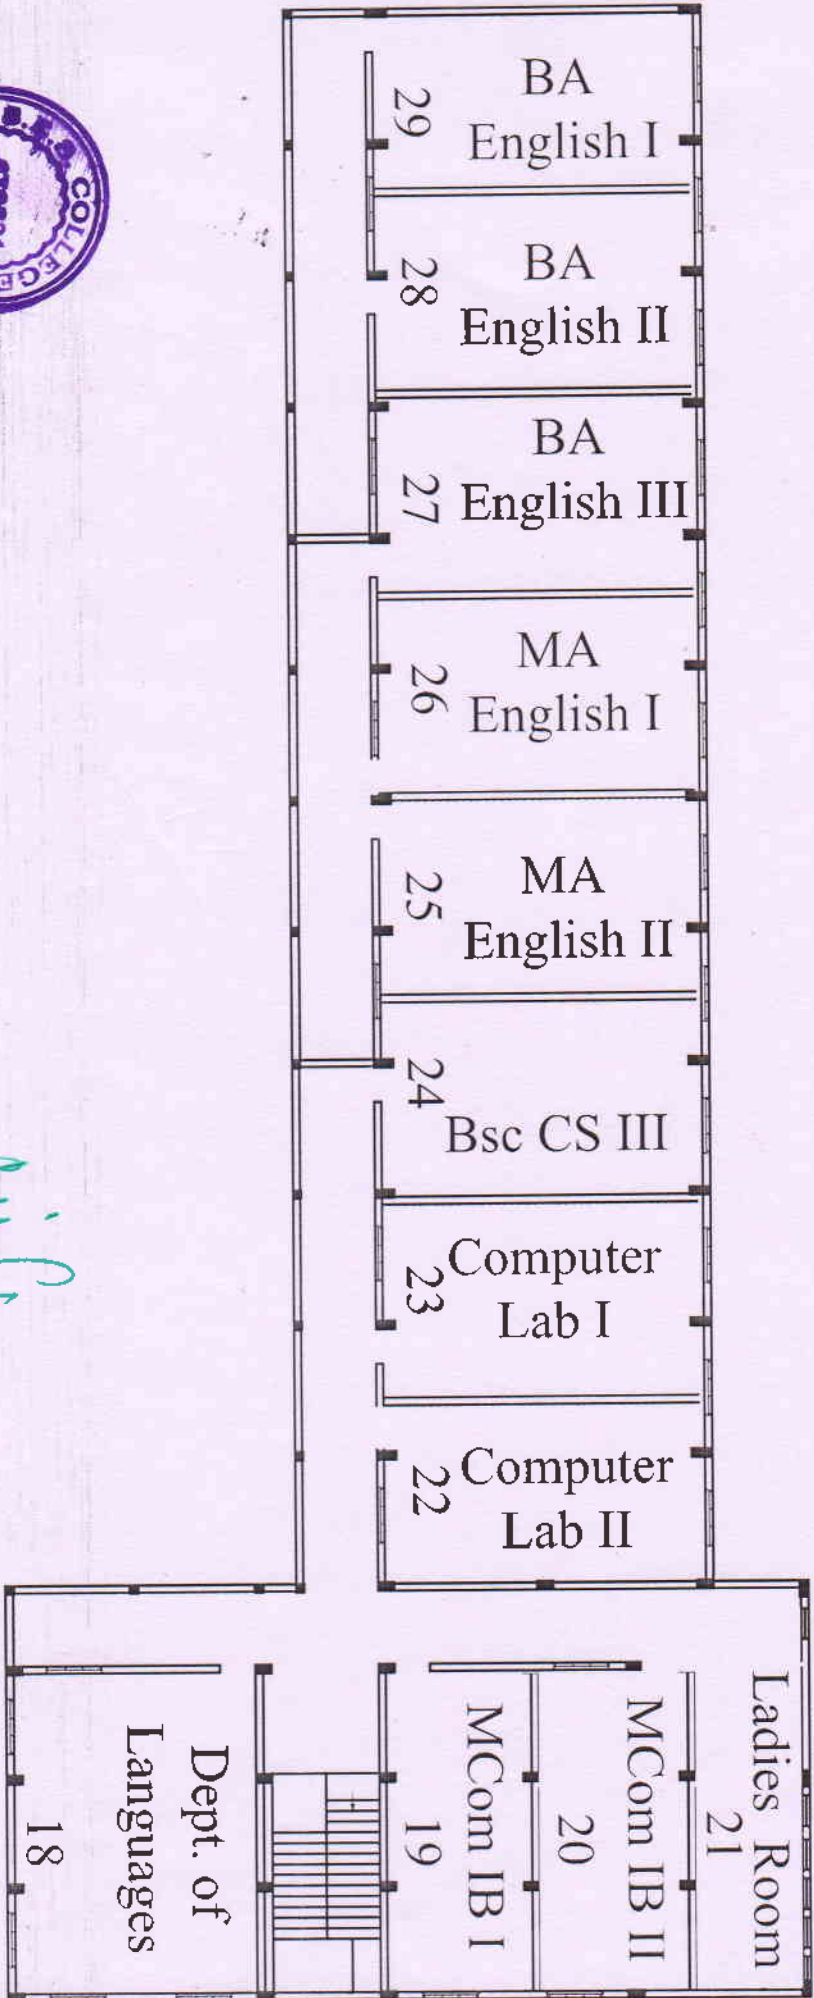 BA
English I
29
BA
English II
28
BA
English III
27
MA
English I
26
MA
English II
25
24
Bsc CS III
Computer
Lab I
23
Computer
Lab II
22
Ladies Room
21
MCom IB II
20
MCom IB I
19
Dept. of
Languages
18
COLLEGE